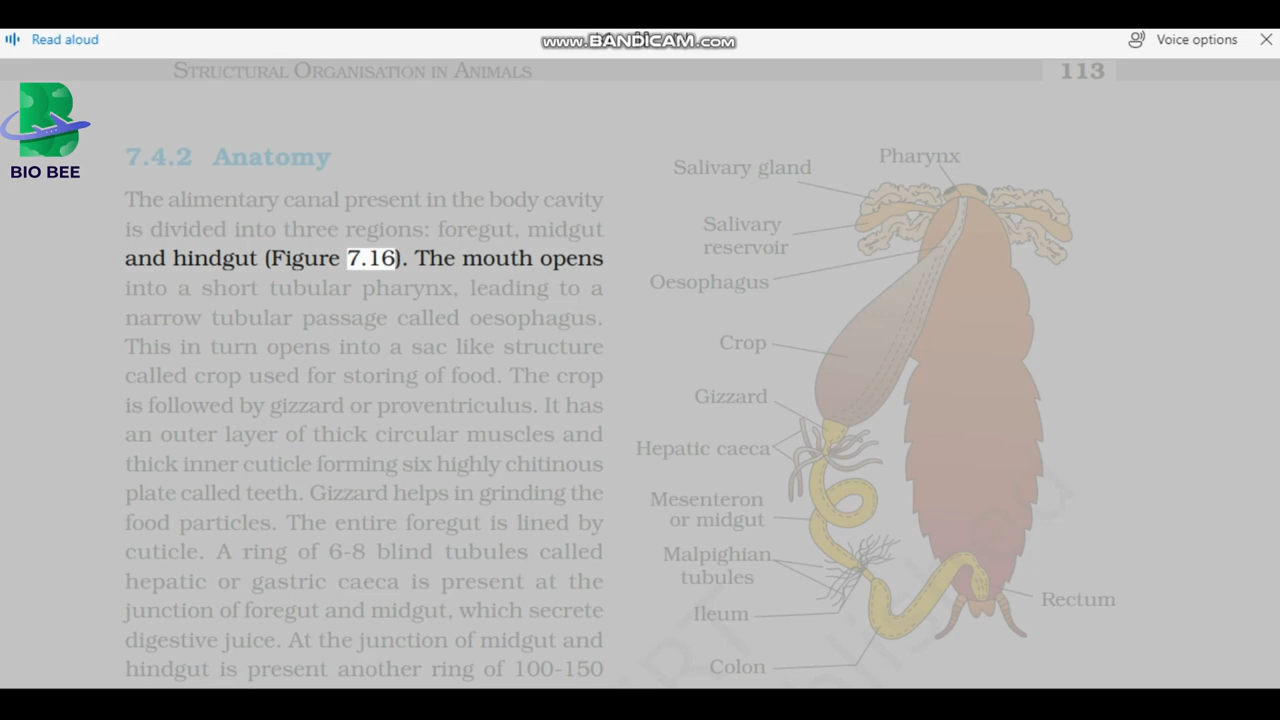 Read aloud
www.BANDICAM.com
Voice options
STRUCTURAL ORGANISATION IN ANIMALS
113
BIO BEE
7.4.2 Anatomy
The alimentary canal present in the body cavity
is divided into three regions: foregut, midgut
and hindgut (Figure 7.16). The mouth opens
into a short tubular pharynx, leading to a
narrow tubular passage called oesophagus.
This in turn opens into a sac like structure
called crop used for storing of food. The crop
is followed by gizzard or proventriculus. It has
an outer layer of thick circular muscles and
thick inner cuticle forming six highly chitinous
plate called teeth. Gizzard helps in grinding the
food particles. The entire foregut is lined by
cuticle. A ring of 6-8 blind tubules called
hepatic or gastric caeca is present at the
junction of foregut and midgut, which secrete
digestive juice. At the junction of midgut and
hindgut is present another ring of 100-150
Pharynx
Salivary gland
Salivary
reservoir
Oesophagus
Crop
Gizzard
Hepatic caeca
Mesenteron
or midgut
Malpighian
tubules
Ileum
Rectum
Colon